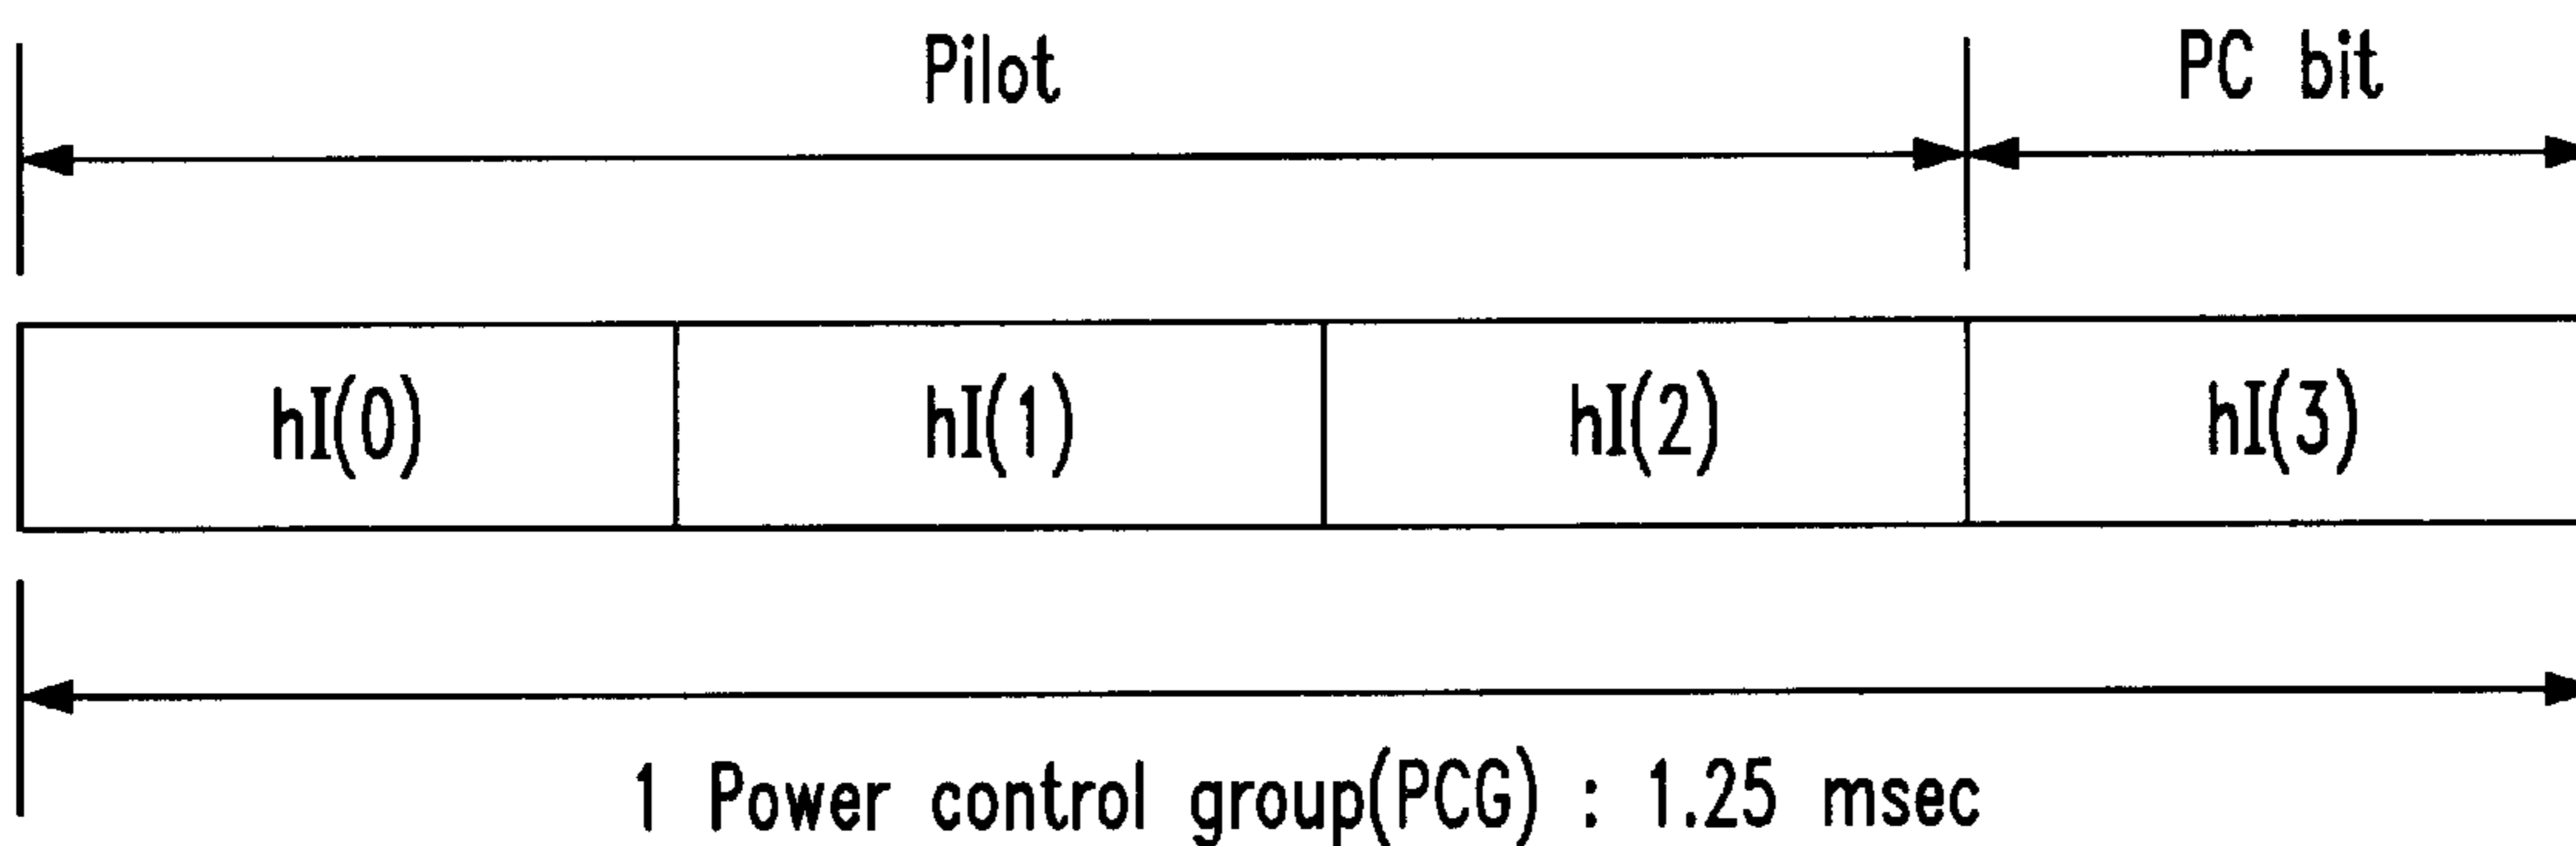 Pilot PC bit
hI(0) hI(1) hI(2) hI(3)
1 Power control group(PCG) : 1.25 msec